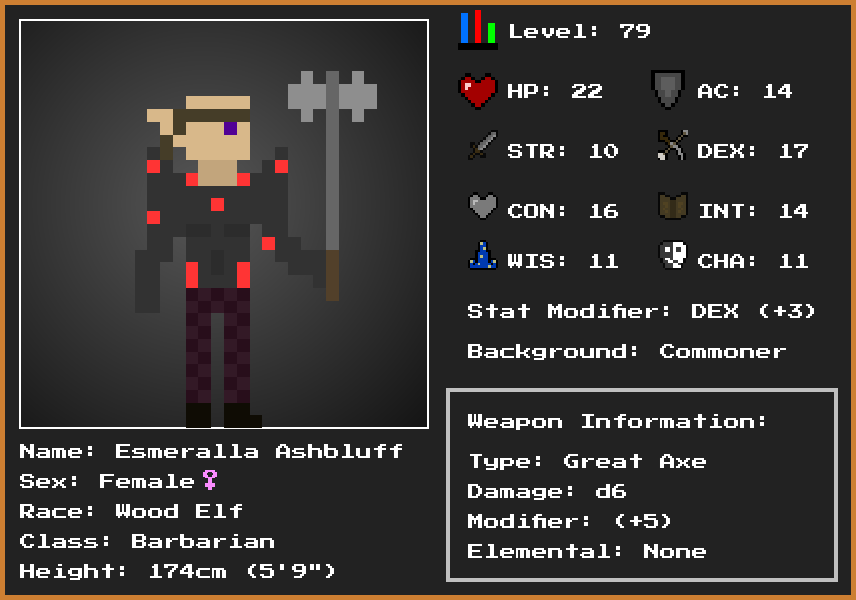 Level: 79
HP: 22
AC: 14
STR: 10
DEX: 17
CON: 16
INT: 14
WIS: 11
CHA: 11
Stat Modifier: DEX (+3)
Background: Commoner
Weapon Information:
Type: Great Axe
Damage: d6
Modifier: (+5)
Elemental: None
Name: Esmeralla Ashbluff
Sex: Female♀
Race: Wood Elf
Class: Barbarian
Height: 174cm (5'9")